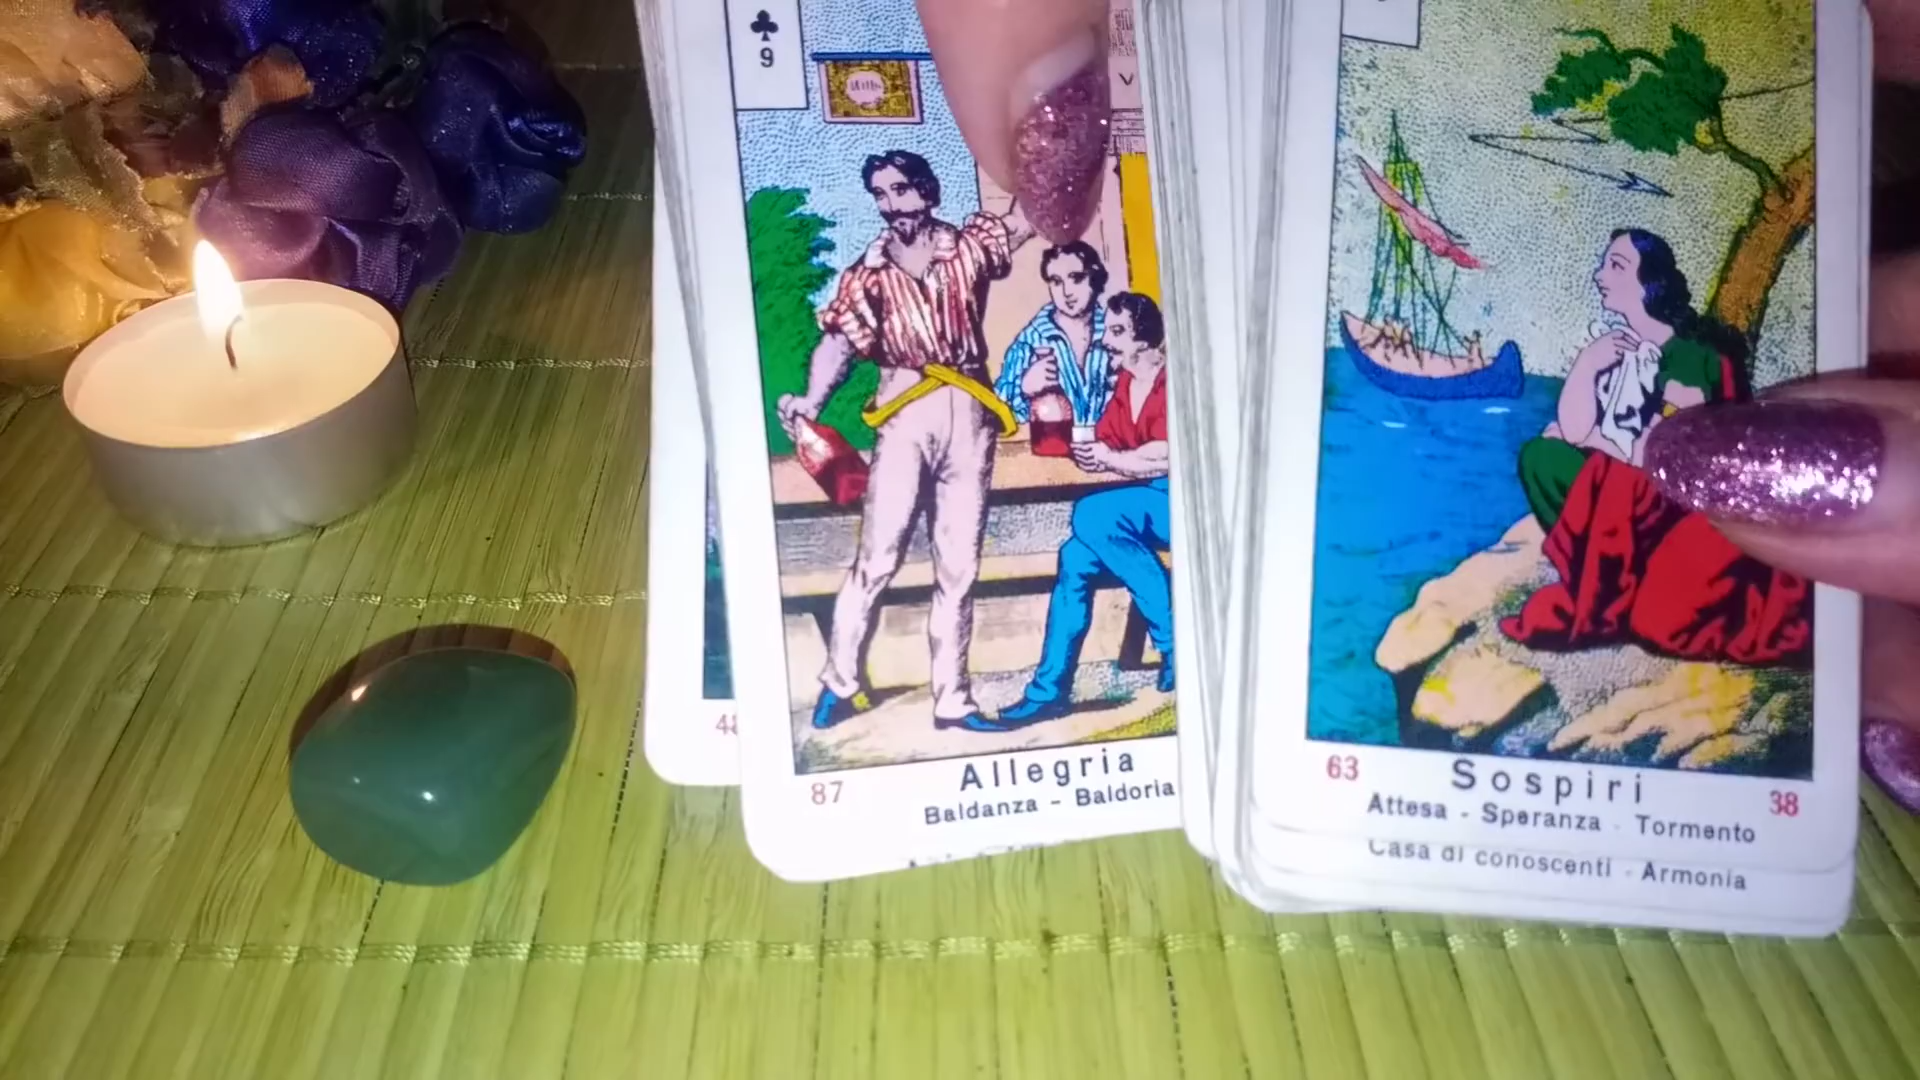 9
Allegria
Baldanza - Baldoria
87
63
Sospiri
38
Attesa - Speranza - Tormento
Casa di conoscenti - Armonia